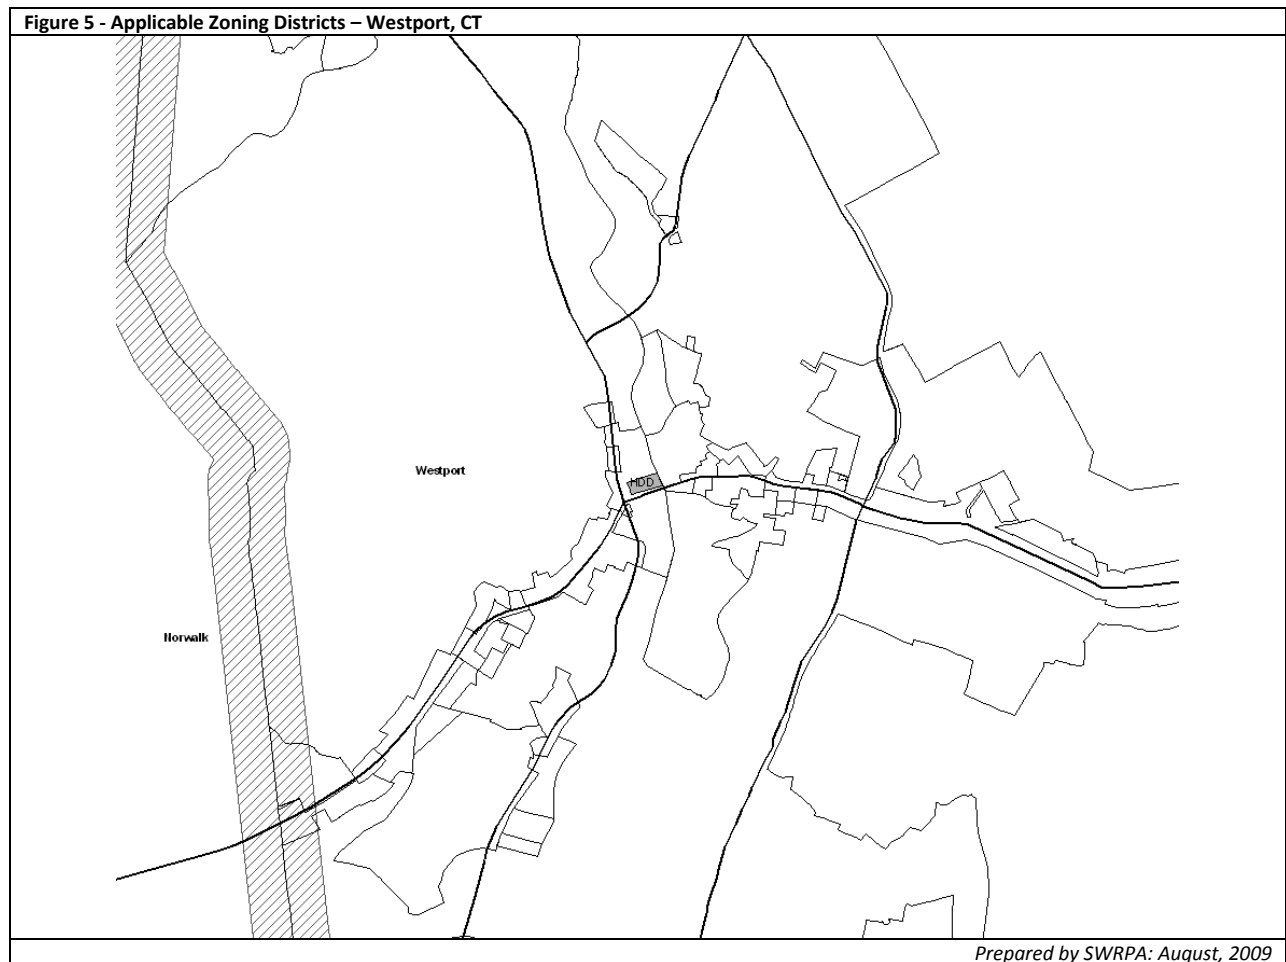 Figure 5 - Applicable Zoning Districts – Westport, CT
HDD
Westport
Norwalk
Prepared by SWRPA: August, 2009